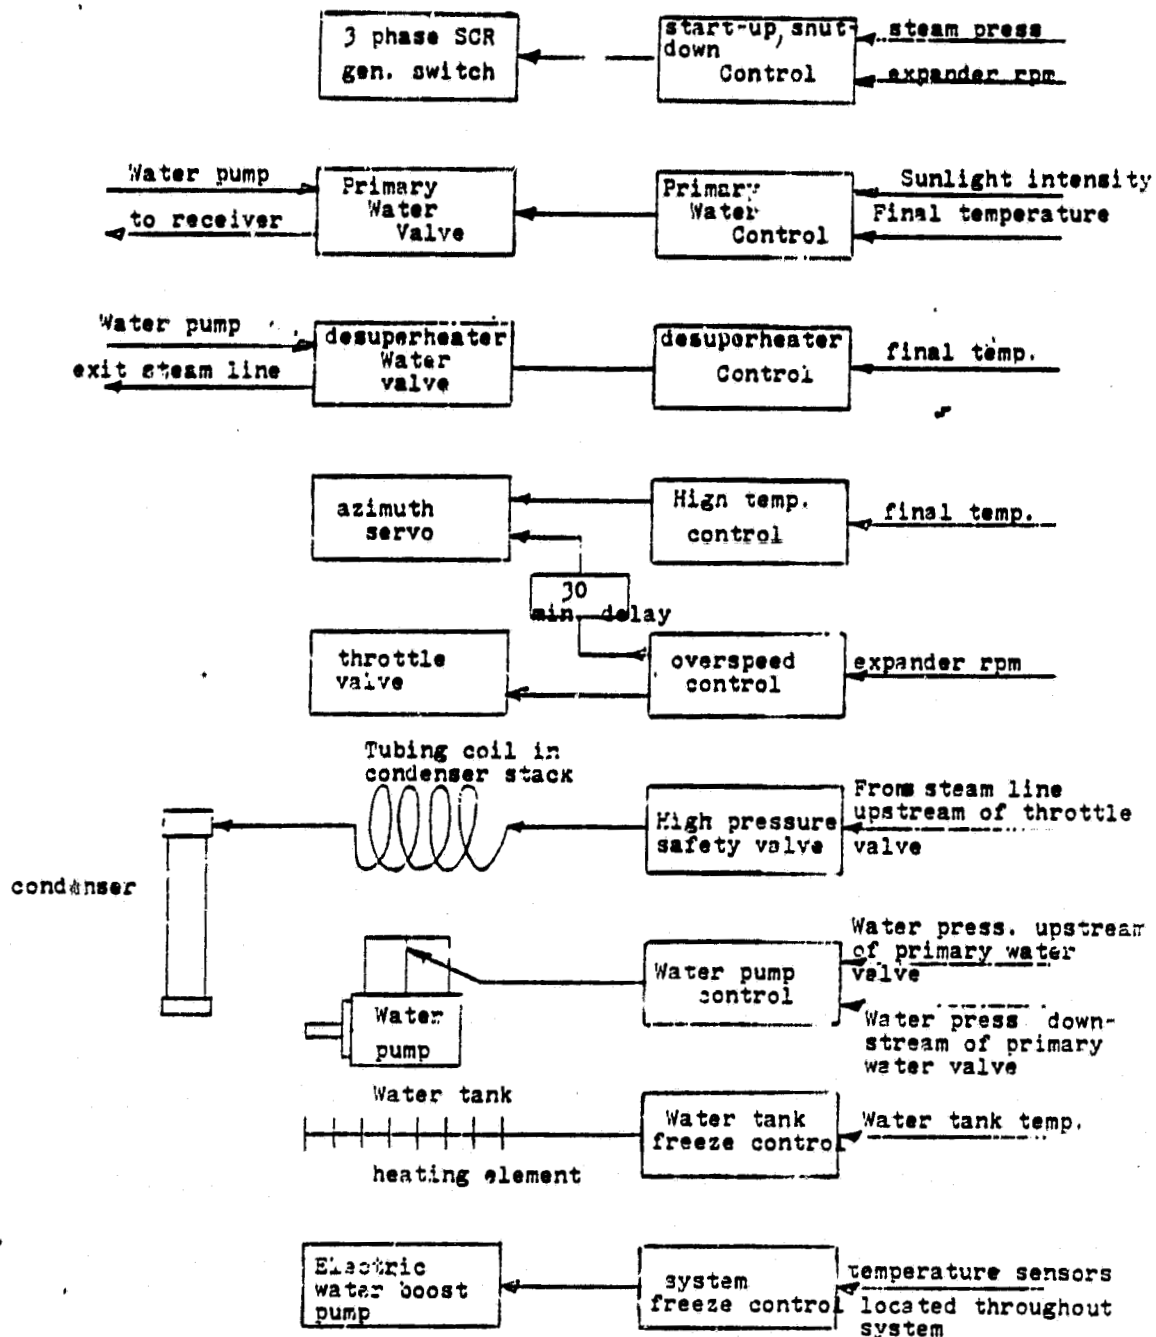 3 phase SCR
gen. switch
start-up, snut-
down
Control
steam press
expander rpm
Water pump
to receiver
Primary
Water
Valve
Primary
Water
Control
Sunlight intensity
Final temperature
Water pump
exit steam line
desuperheater
Water
valve
desuperheater
Control
final temp.
azimuth
servo
Hign temp.
control
final temp.
30
min. delay
throttle
valve
overspeed
control
expander rpm
Tubing coil in
condenser stack
condenser
High pressure
safety valve
From steam line
upstream of throttle
valve
Water
pump
Water pump
control
Water press. upstream
of primary water
valve
Water press down-
stream of primary
water valve
Water tank
heating element
Water tank
freeze control
Water tank temp.
Electric
water boost
pump
system
freeze control
temperature sensors
located throughout
system